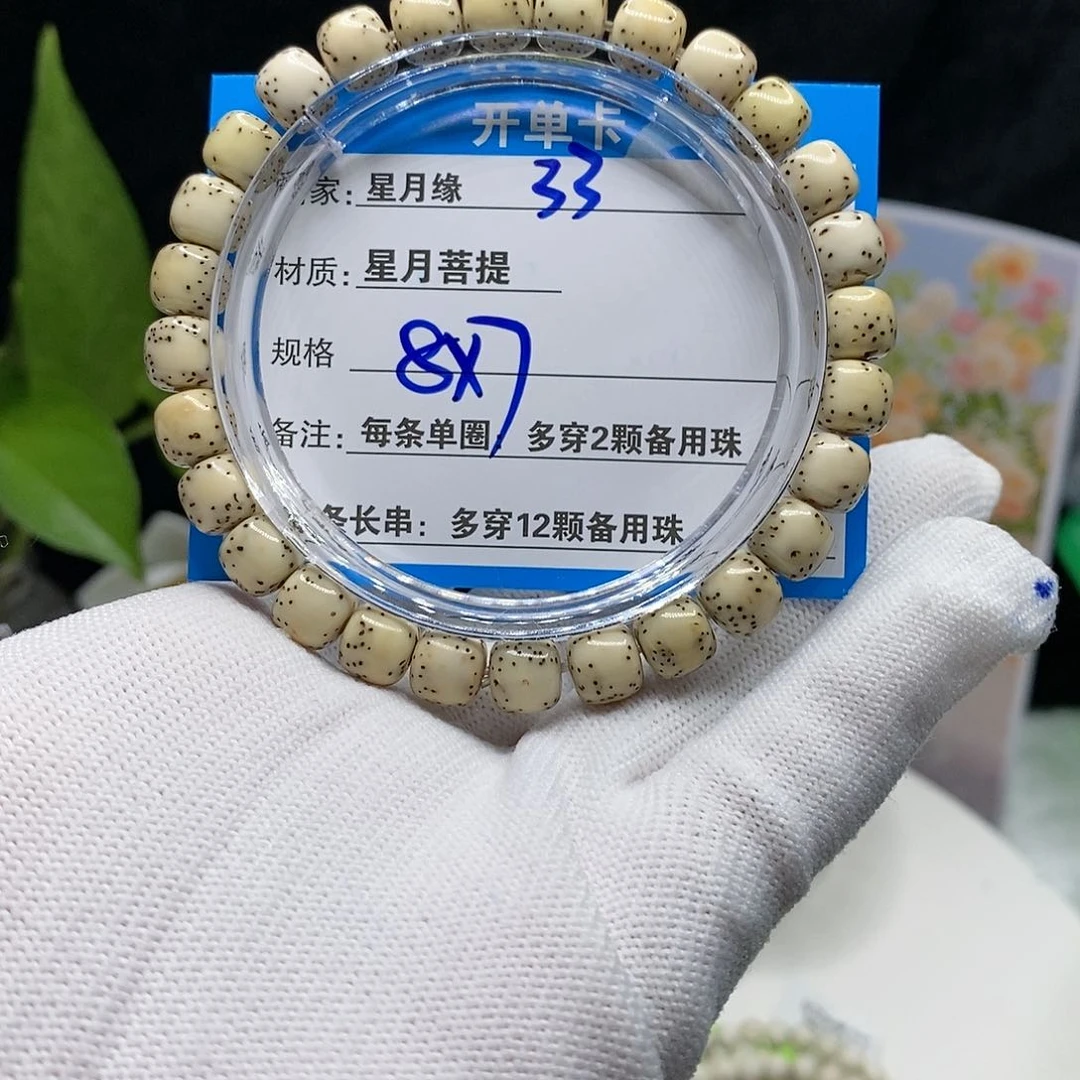 开单卡
家：星月缘 33
材质：星月菩提
规格 8X7
备注：每条单圈 多穿2颗备用珠
条长串：多穿12颗备用珠